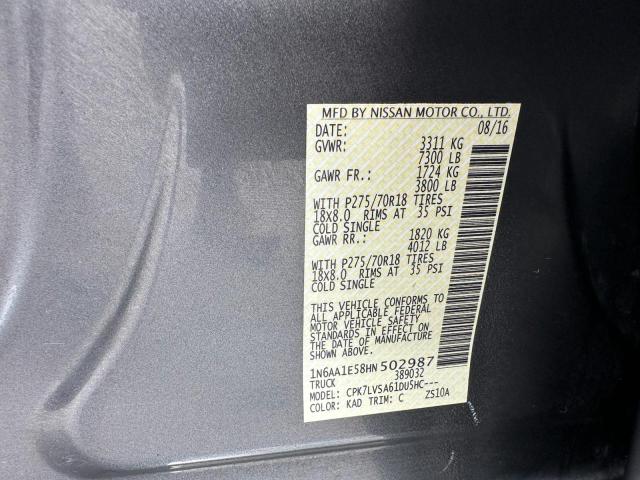 MFD BY NISSAN MOTOR CO., LTD.
DATE: 08/16
GVWR: 3311 KG
7300 LB
GAWR FR.: 1724 KG
3800 LB
WITH P275/70R18 TIRES
18X8.0 RIMS AT 35 PSI
COLD SINGLE
GAWR RR.: 1820 KG
4012 LB
WITH P275/70R18 TIRES
18X8.0 RIMS AT 35 PSI
COLD SINGLE
THIS VEHICLE CONFORMS TO
ALL APPLICABLE FEDERAL
MOTOR VEHICLE SAFETY
STANDARDS IN EFFECT ON
THE DATE OF MANUFACTURE
SHOWN ABOVE.
1N6AA1E58HN502987
TRUCK 389032
MODEL: CPK7LVSA61DU5HC---
COLOR: KAD TRIM: C ZS10A